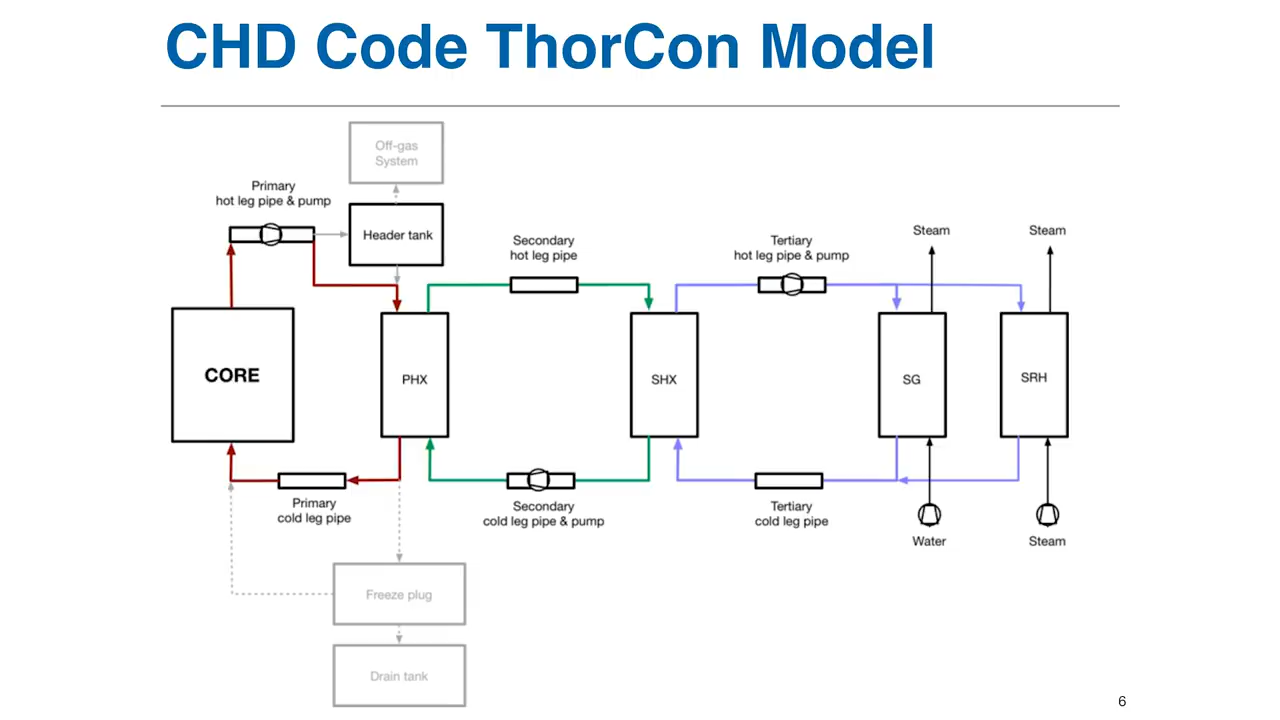 CHD Code ThorCon Model
Off-gas
System
Primary
hot leg pipe & pump
Header tank
Secondary
hot leg pipe
Tertiary
hot leg pipe & pump
Steam
Steam
CORE
PHX
SHX
SG
SRH
Primary
cold leg pipe
Secondary
cold leg pipe & pump
Tertiary
cold leg pipe
Water
Steam
Freeze plug
Drain tank
6